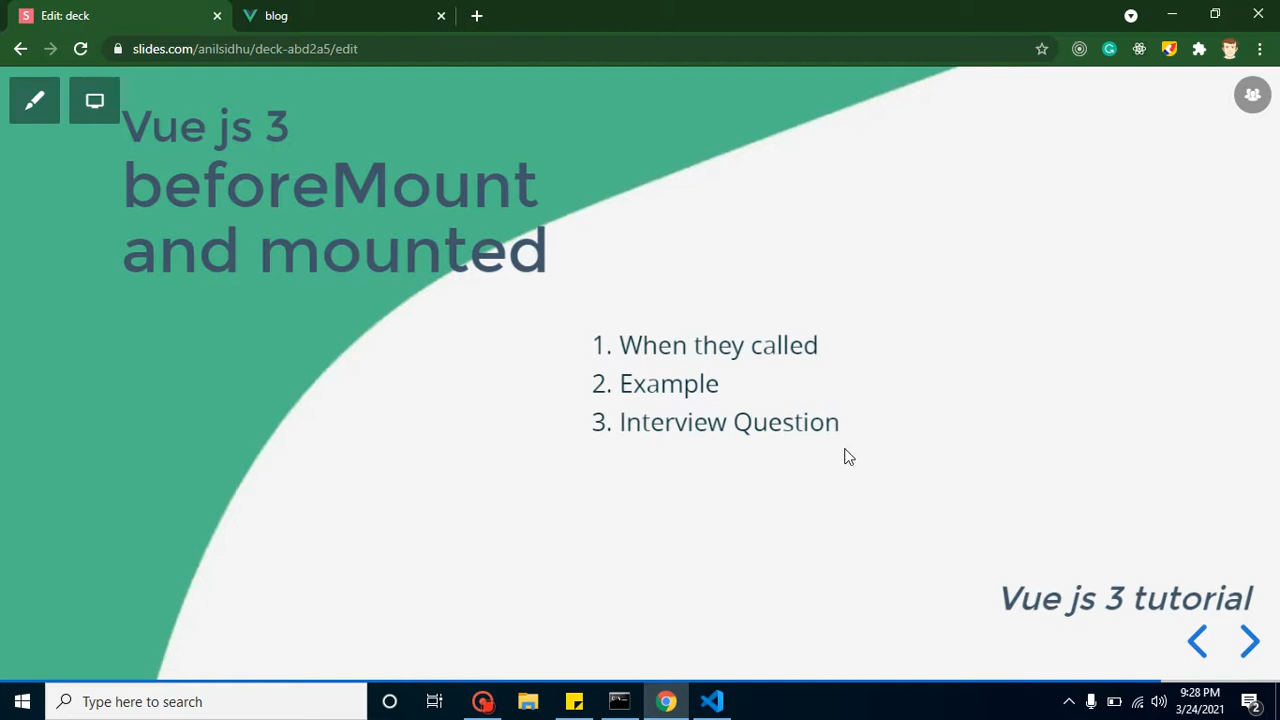 Edit: deck
blog
slides.com/anilsidhu/deck-abd2a5/edit
Vue js 3
beforeMount
and mounted
1. When they called
2. Example
3. Interview Question
Vue js 3 tutorial
Type here to search
9:28 PM
3/24/2021
2